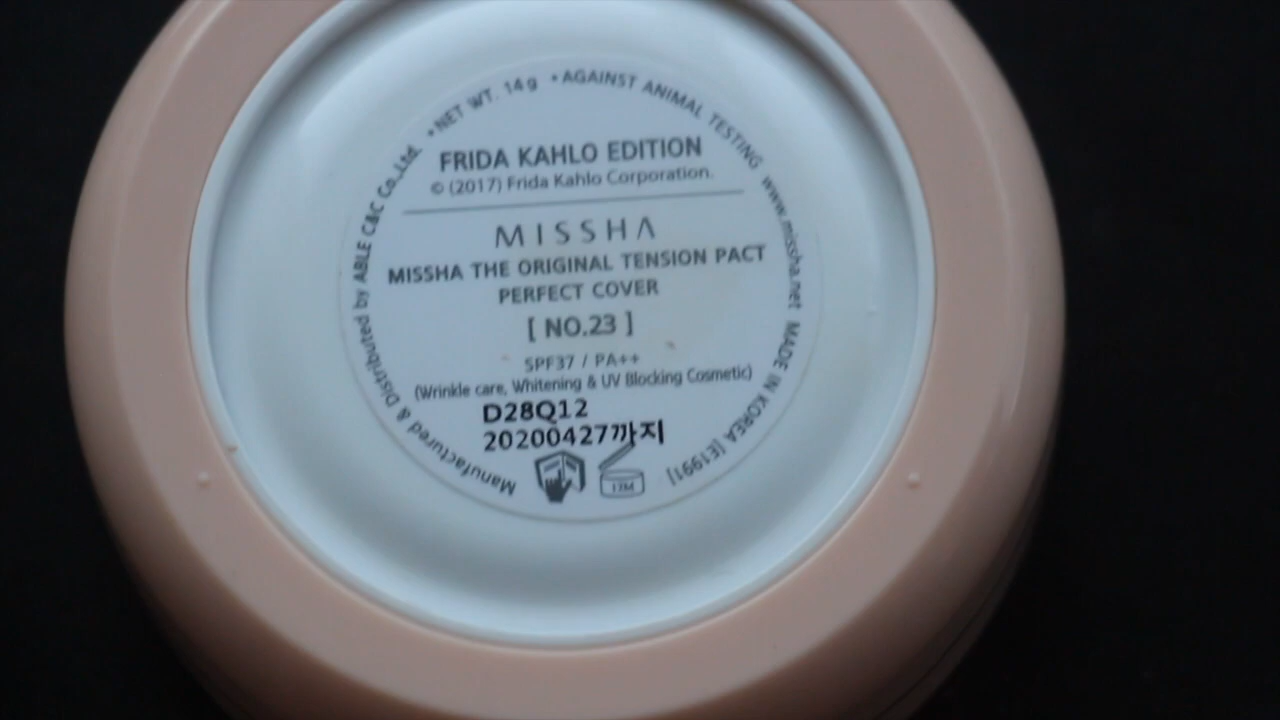 •NET WT. 14g •AGAINST ANIMAL TESTING www.missha.net MADE IN KOREA [E1991]
Manufactured & Distributed by ABLE C&C Co.,Ltd.
FRIDA KAHLO EDITION
© (2017) Frida Kahlo Corporation.
MISSHA
MISSHA THE ORIGINAL TENSION PACT
PERFECT COVER
[ NO.23 ]
SPF37 / PA++
(Wrinkle care, Whitening & UV Blocking Cosmetic)
D28Q12
20200427까지
12M